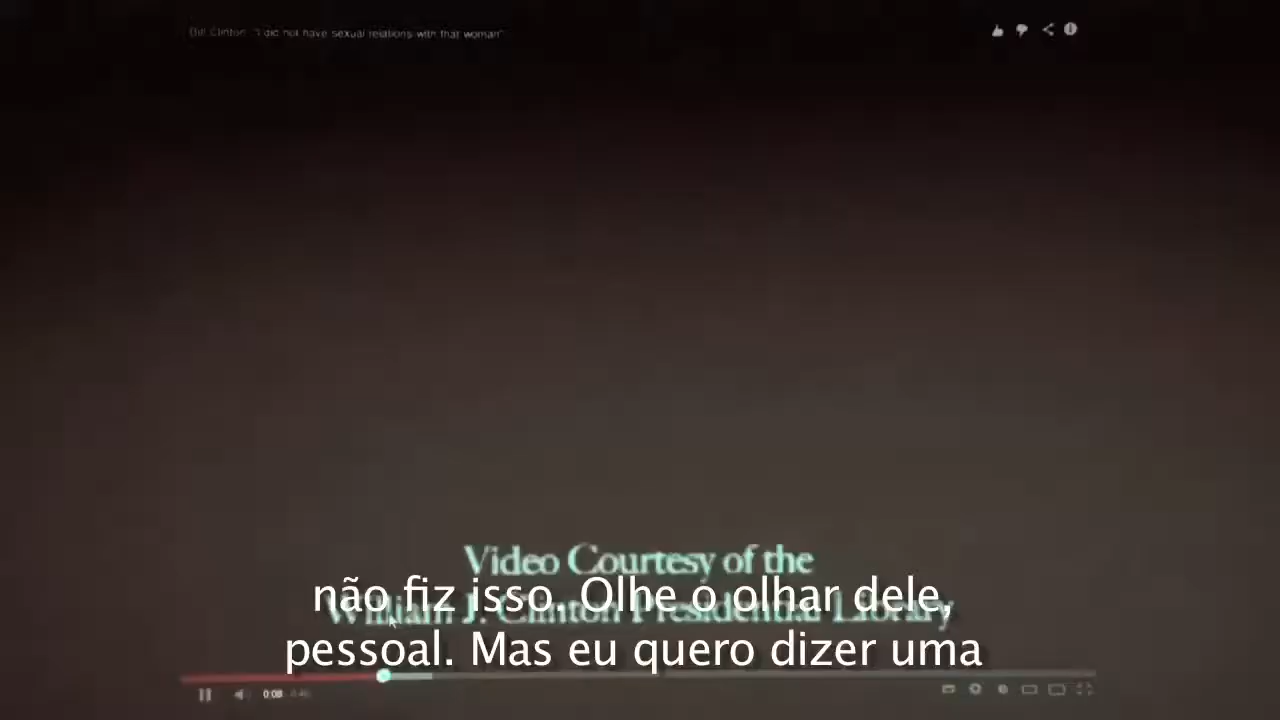 Bill Clinton: "I did not have sexual relations with that woman"
Video Courtesy of the
William J. Clinton Presidential Library
não fiz isso. Olhe o olhar dele,
pessoal. Mas eu quero dizer uma
0:08